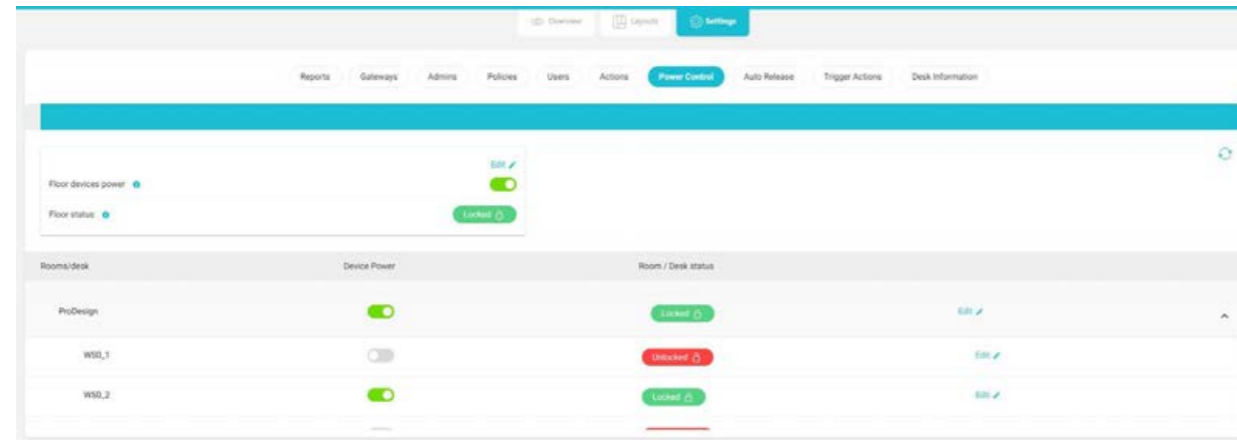 Overview Layouts Settings
Reports Gateways Admins Policies Users Actions Power Control Auto Release Trigger Actions Desk Information
Edit
Floor devices power
Floor status Locked
Rooms/desk Device Power Room / Desk status
ProDesign Locked Edit
WS0_1 Unlocked Edit
WS0_2 Locked Edit